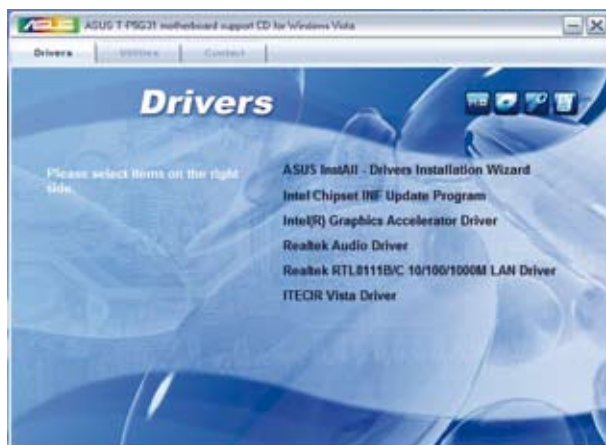 ASUS T-P5G31 motherboard support CD for Windows Vista
Drivers Utilities Contact
Drivers
Please select items on the right
side.
ASUS InstAll - Drivers Installation Wizard
Intel Chipset INF Update Program
Intel(R) Graphics Accelerator Driver
Realtek Audio Driver
Realtek RTL8111B/C 10/100/1000M LAN Driver
ITECIR Vista Driver